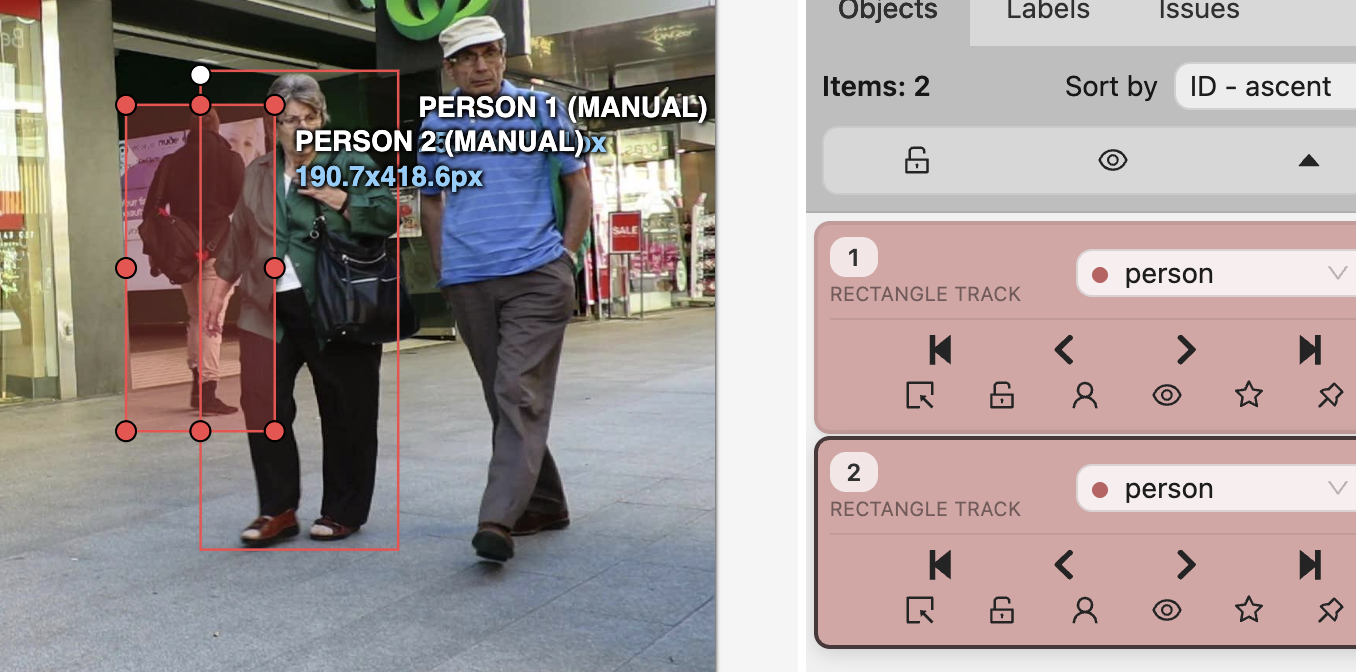 Objects
Labels
Issues
Items: 2
Sort by
ID - ascent
PERSON 1 (MANUAL)
px
PERSON 2 (MANUAL)
190.7x418.6px
SALE
1
person
RECTANGLE TRACK
2
person
RECTANGLE TRACK